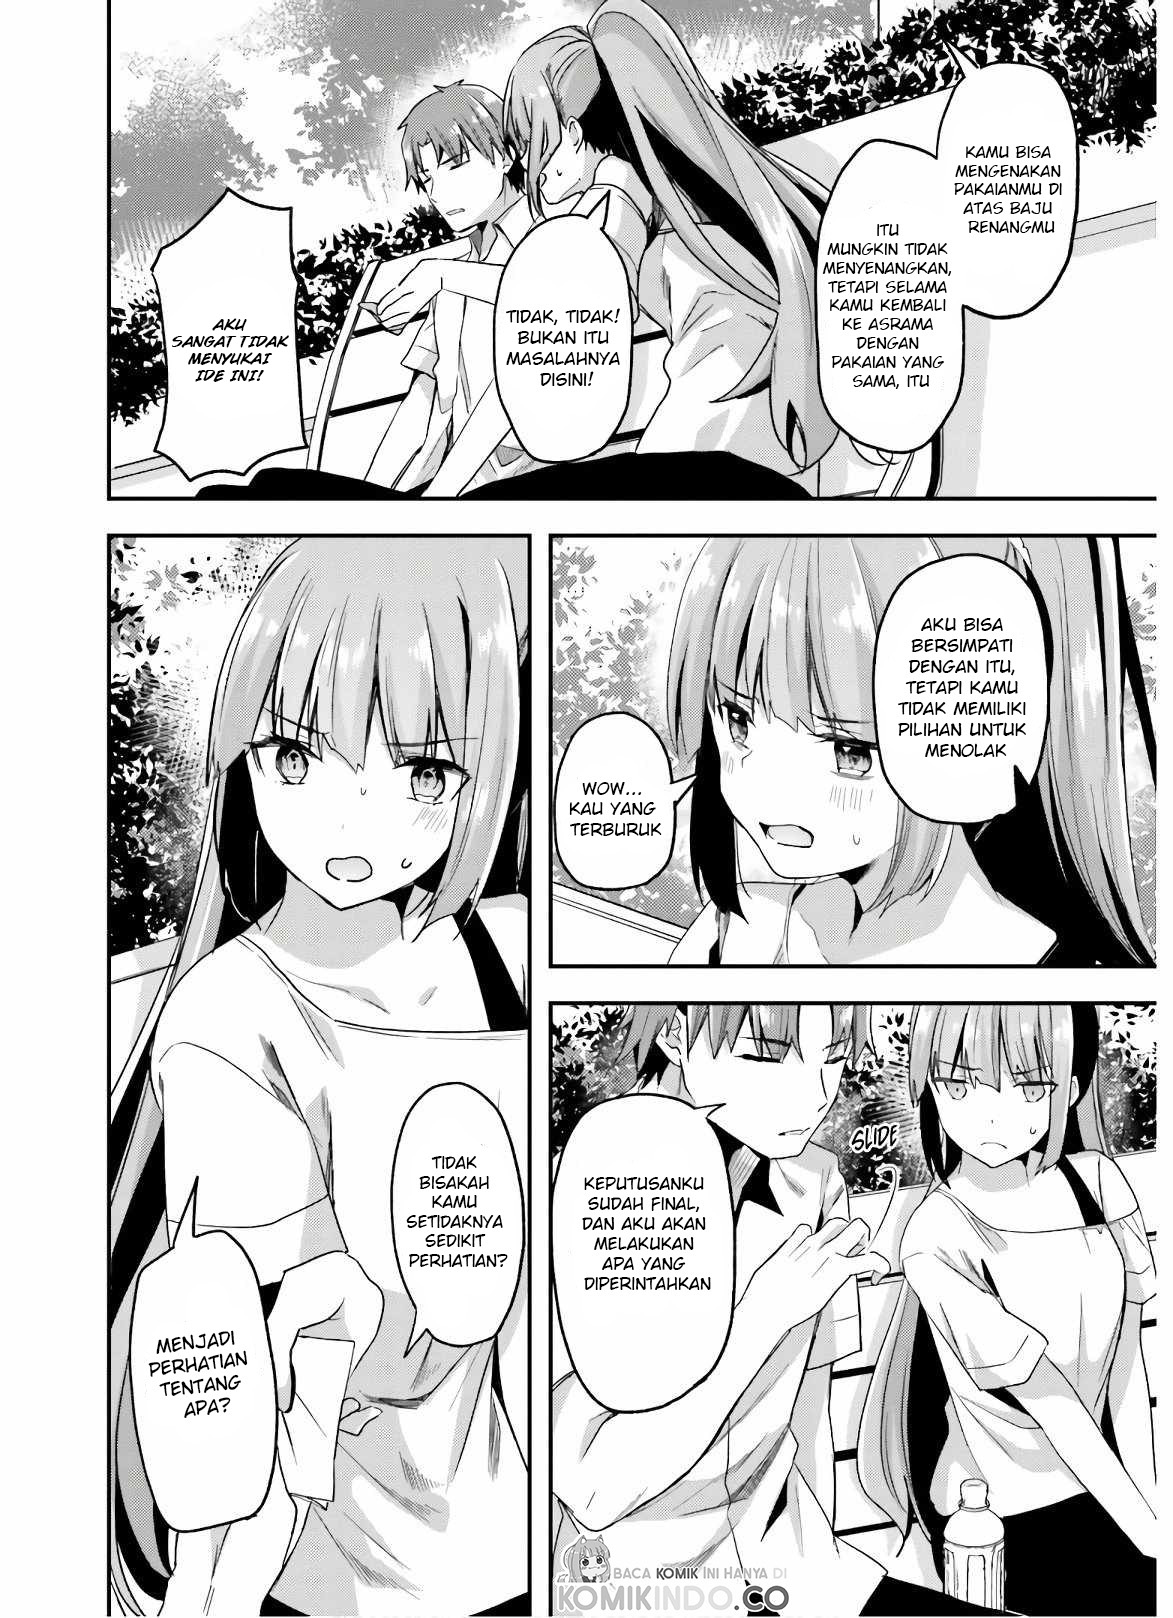 KAMU BISA
MENGENAKAN
PAKAIANMU DI
ATAS BAJU
RENANGMU
ITU
MUNGKIN TIDAK
MENYENANGKAN,
TETAPI SELAMA
KAMU KEMBALI
KE ASRAMA
DENGAN
PAKAIAN YANG
SAMA, ITU
TIDAK, TIDAK!
BUKAN ITU
MASALAHNYA
DISINI!
AKU
SANGAT TIDAK
MENYUKAI
IDE INI!
AKU BISA
BERSIMPATI
DENGAN ITU,
TETAPI KAMU
TIDAK MEMILIKI
PILIHAN UNTUK
MENOLAK
WOW...
KAU YANG
TERBURUK
SLIDE
KEPUTUSANKU
SUDAH FINAL,
DAN AKU AKAN
MELAKUKAN
APA YANG
DIPERINTAHKAN
TIDAK
BISAKAH
KAMU
SETIDAKNYA
SEDIKIT
PERHATIAN?
MENJADI
PERHATIAN
TENTANG
APA?
BACA KOMIK INI HANYA DI
KOMIKINDO.CO